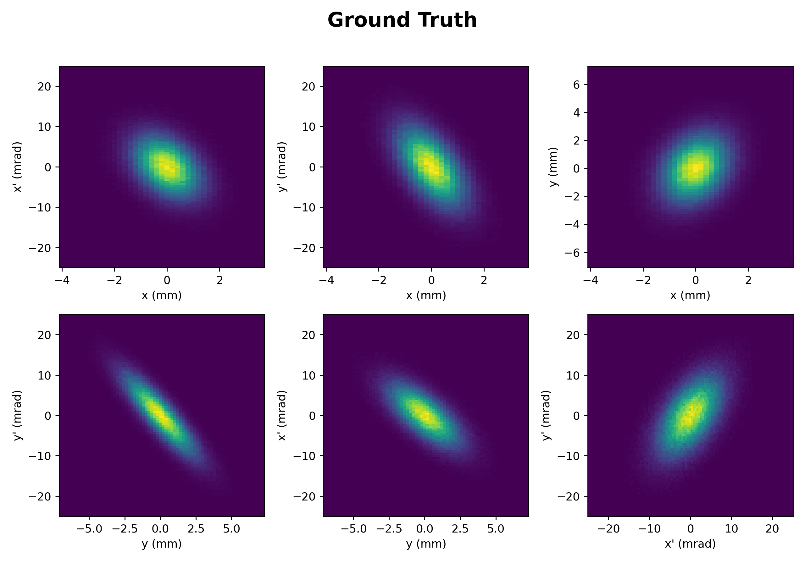 Ground Truth
20
10
0
−10
−20
x' (mrad)
−4 −2 0 2
x (mm)
20
10
0
−10
−20
y' (mrad)
−4 −2 0 2
x (mm)
6
4
2
0
−2
−4
−6
y (mm)
−4 −2 0 2
x (mm)
20
10
0
−10
−20
y' (mrad)
−5.0 −2.5 0.0 2.5 5.0
y (mm)
20
10
0
−10
−20
x' (mrad)
−5.0 −2.5 0.0 2.5 5.0
y (mm)
20
10
0
−10
−20
y' (mrad)
−20 −10 0 10 20
x' (mrad)